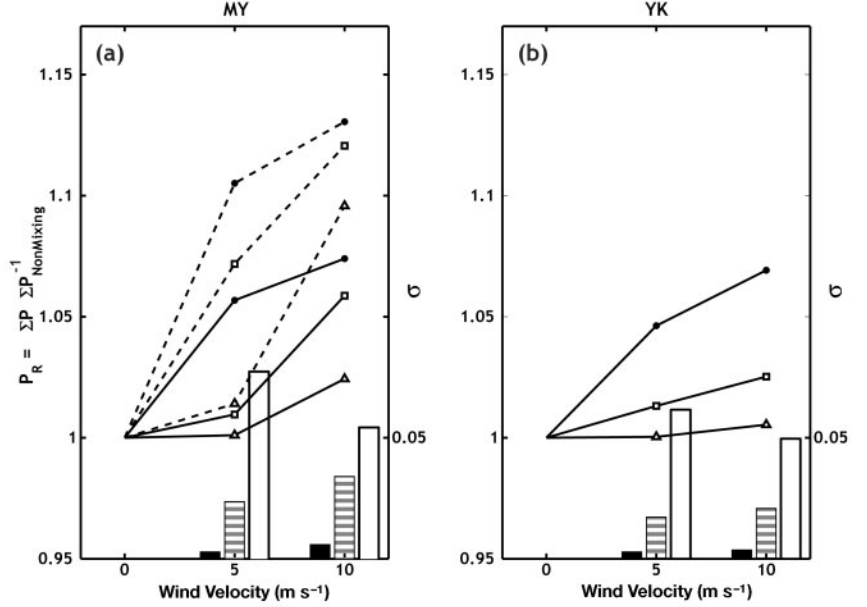 MY
YK
(a)
(b)
1.15
1.1
1.05
1
0.95
P_R = ΣP ΣP⁻¹_NonMixing
σ
0.05
0 5 10
Wind Velocity (m s⁻¹)
1.15
1.1
1.05
1
0.95
σ
0.05
0 5 10
Wind Velocity (m s⁻¹)